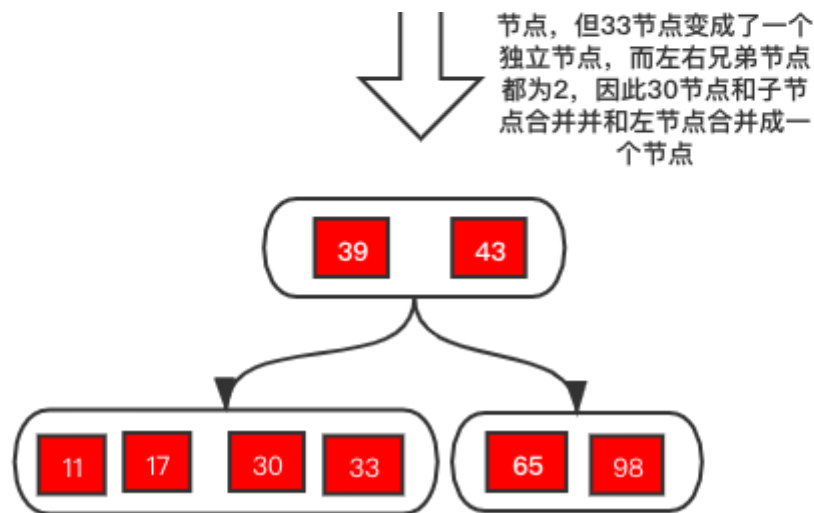 节点，但33节点变成了一个
独立节点，而左右兄弟节点
都为2，因此30节点和子节
点合并并和左节点合并成一
个节点
39 43
11 17 30 33 65 98